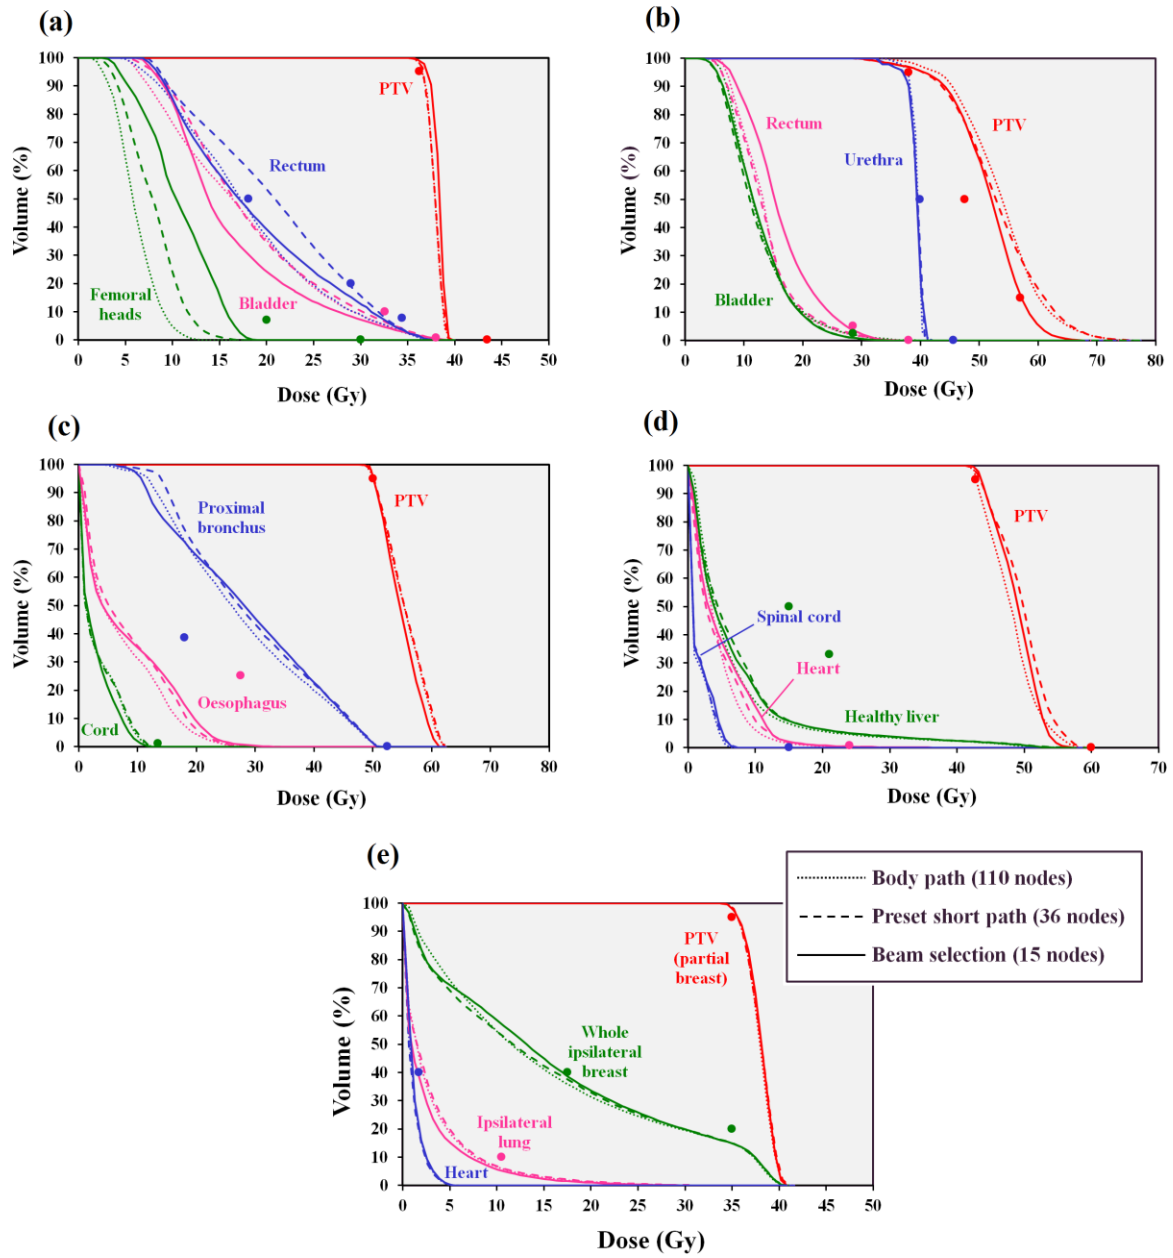 (a)
100
90
80
70
60
50
40
30
20
10
0
Volume (%)
PTV
Rectum
Femoral
heads
Bladder
0 5 10 15 20 25 30 35 40 45 50
Dose (Gy)
(b)
100
90
80
70
60
50
40
30
20
10
0
Volume (%)
Rectum
Urethra
PTV
Bladder
0 10 20 30 40 50 60 70 80
Dose (Gy)
(c)
100
90
80
70
60
50
40
30
20
10
0
Volume (%)
Proximal
bronchus
PTV
Oesophagus
Cord
0 10 20 30 40 50 60 70 80
Dose (Gy)
(d)
100
90
80
70
60
50
40
30
20
10
0
Volume (%)
PTV
Spinal cord
Heart
Healthy liver
0 10 20 30 40 50 60 70
Dose (Gy)
(e)
100
90
80
70
60
50
40
30
20
10
0
Volume (%)
PTV
(partial
breast)
Whole
ipsilateral
breast
Ipsilateral
lung
Heart
0 5 10 15 20 25 30 35 40 45 50
Dose (Gy)
Body path (110 nodes)
Preset short path (36 nodes)
Beam selection (15 nodes)